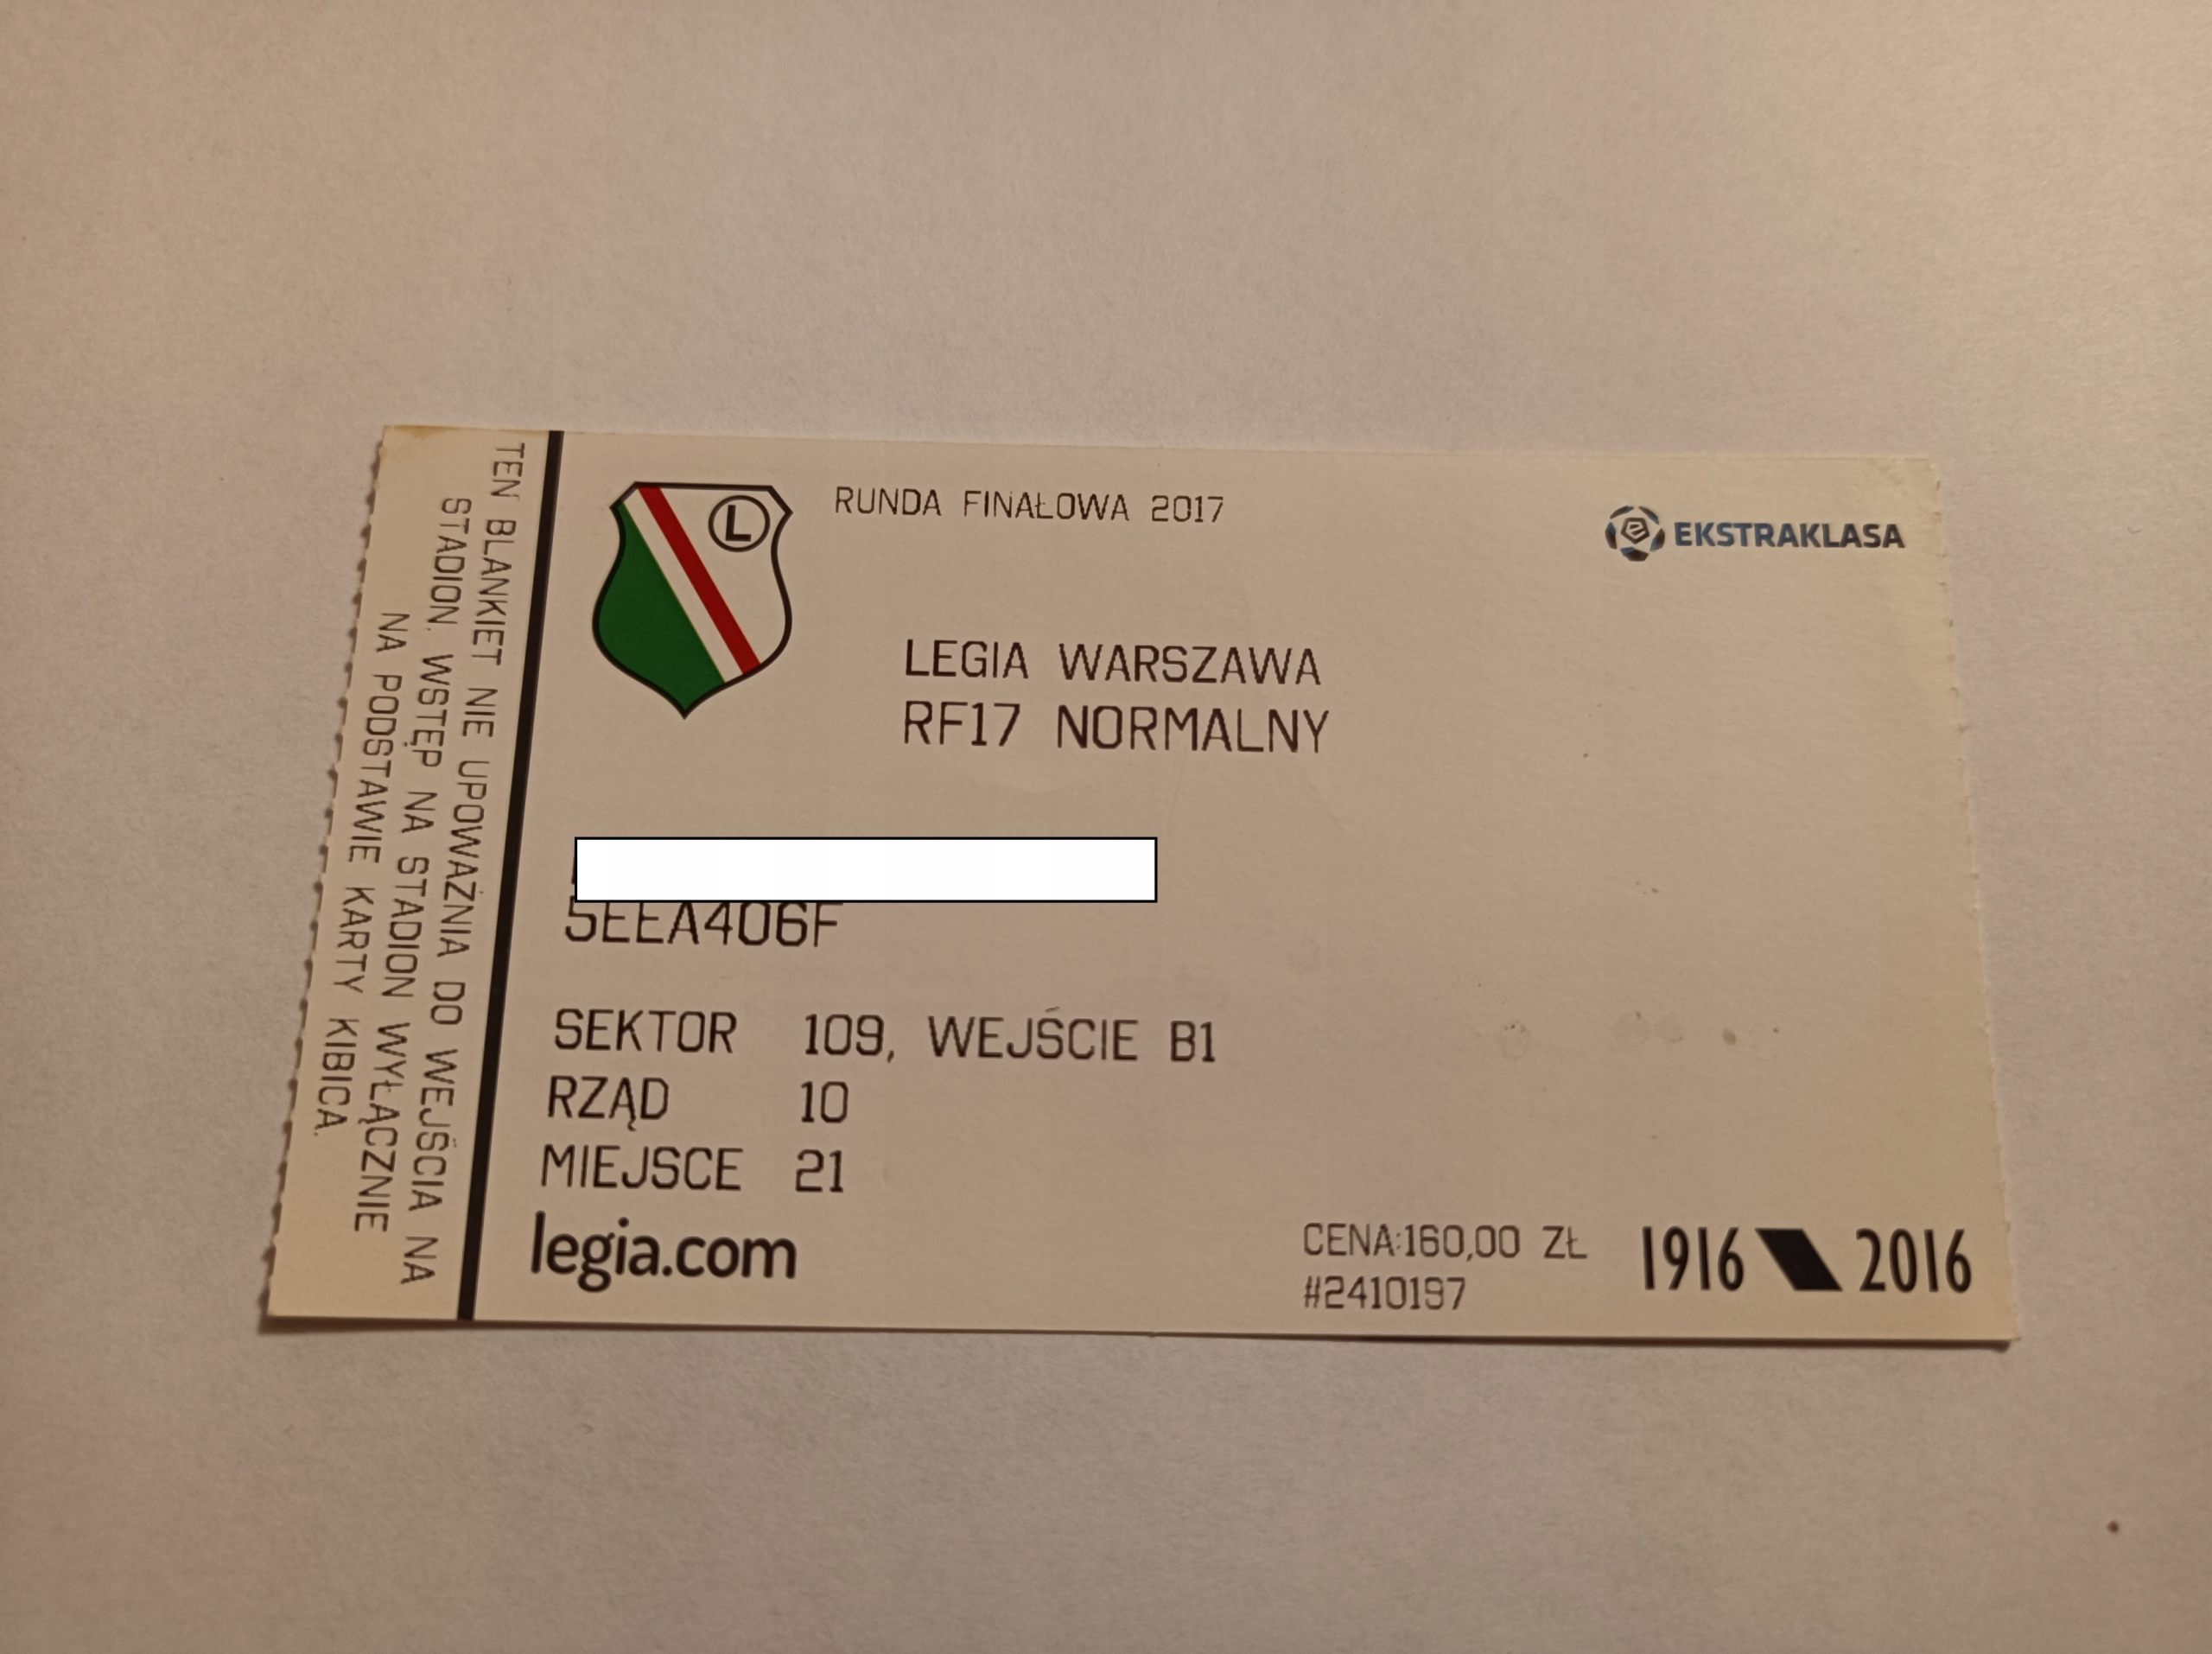 TEN BLANKIET NIE UPOWAŻNIA DO WEJŚCIA NA
STADION. WSTĘP NA STADION WYŁĄCZNIE
NA PODSTAWIE KARTY KIBICA.
L
RUNDA FINAŁOWA 2017
EKSTRAKLASA
LEGIA WARSZAWA
RF17 NORMALNY
5EEA406F
SEKTOR 109, WEJŚCIE B1
RZĄD 10
MIEJSCE 21
legia.com
CENA:160,00 ZŁ
#2410197
1916 2016